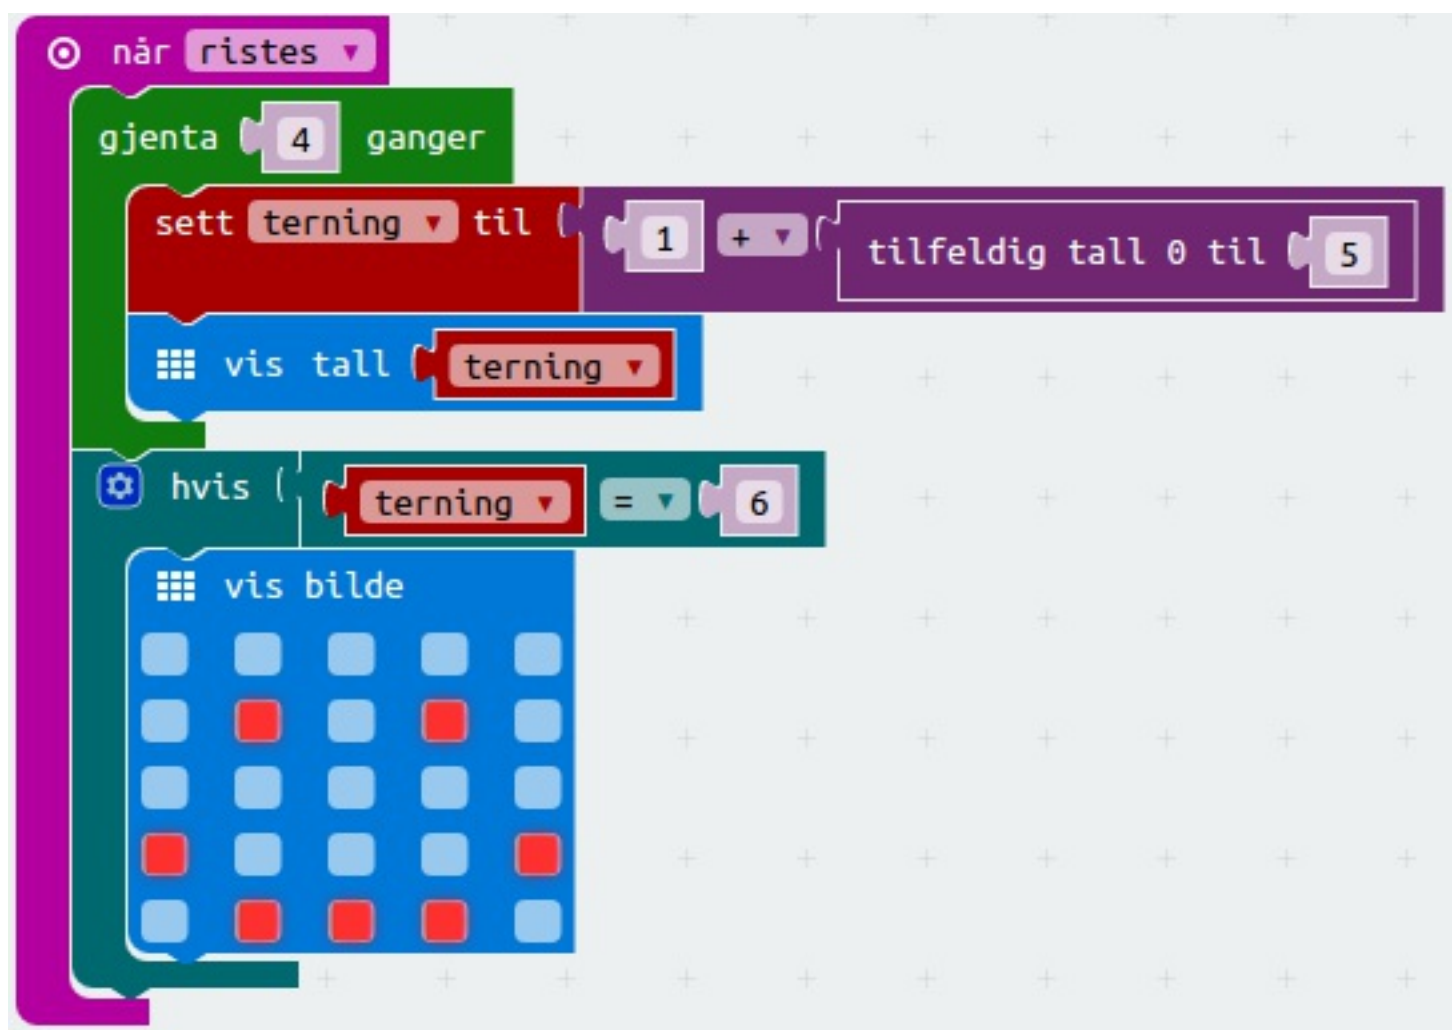 når ristes
gjenta 4 ganger
sett terning til 1 + tilfeldig tall 0 til 5
vis tall terning
hvis terning = 6
vis bilde